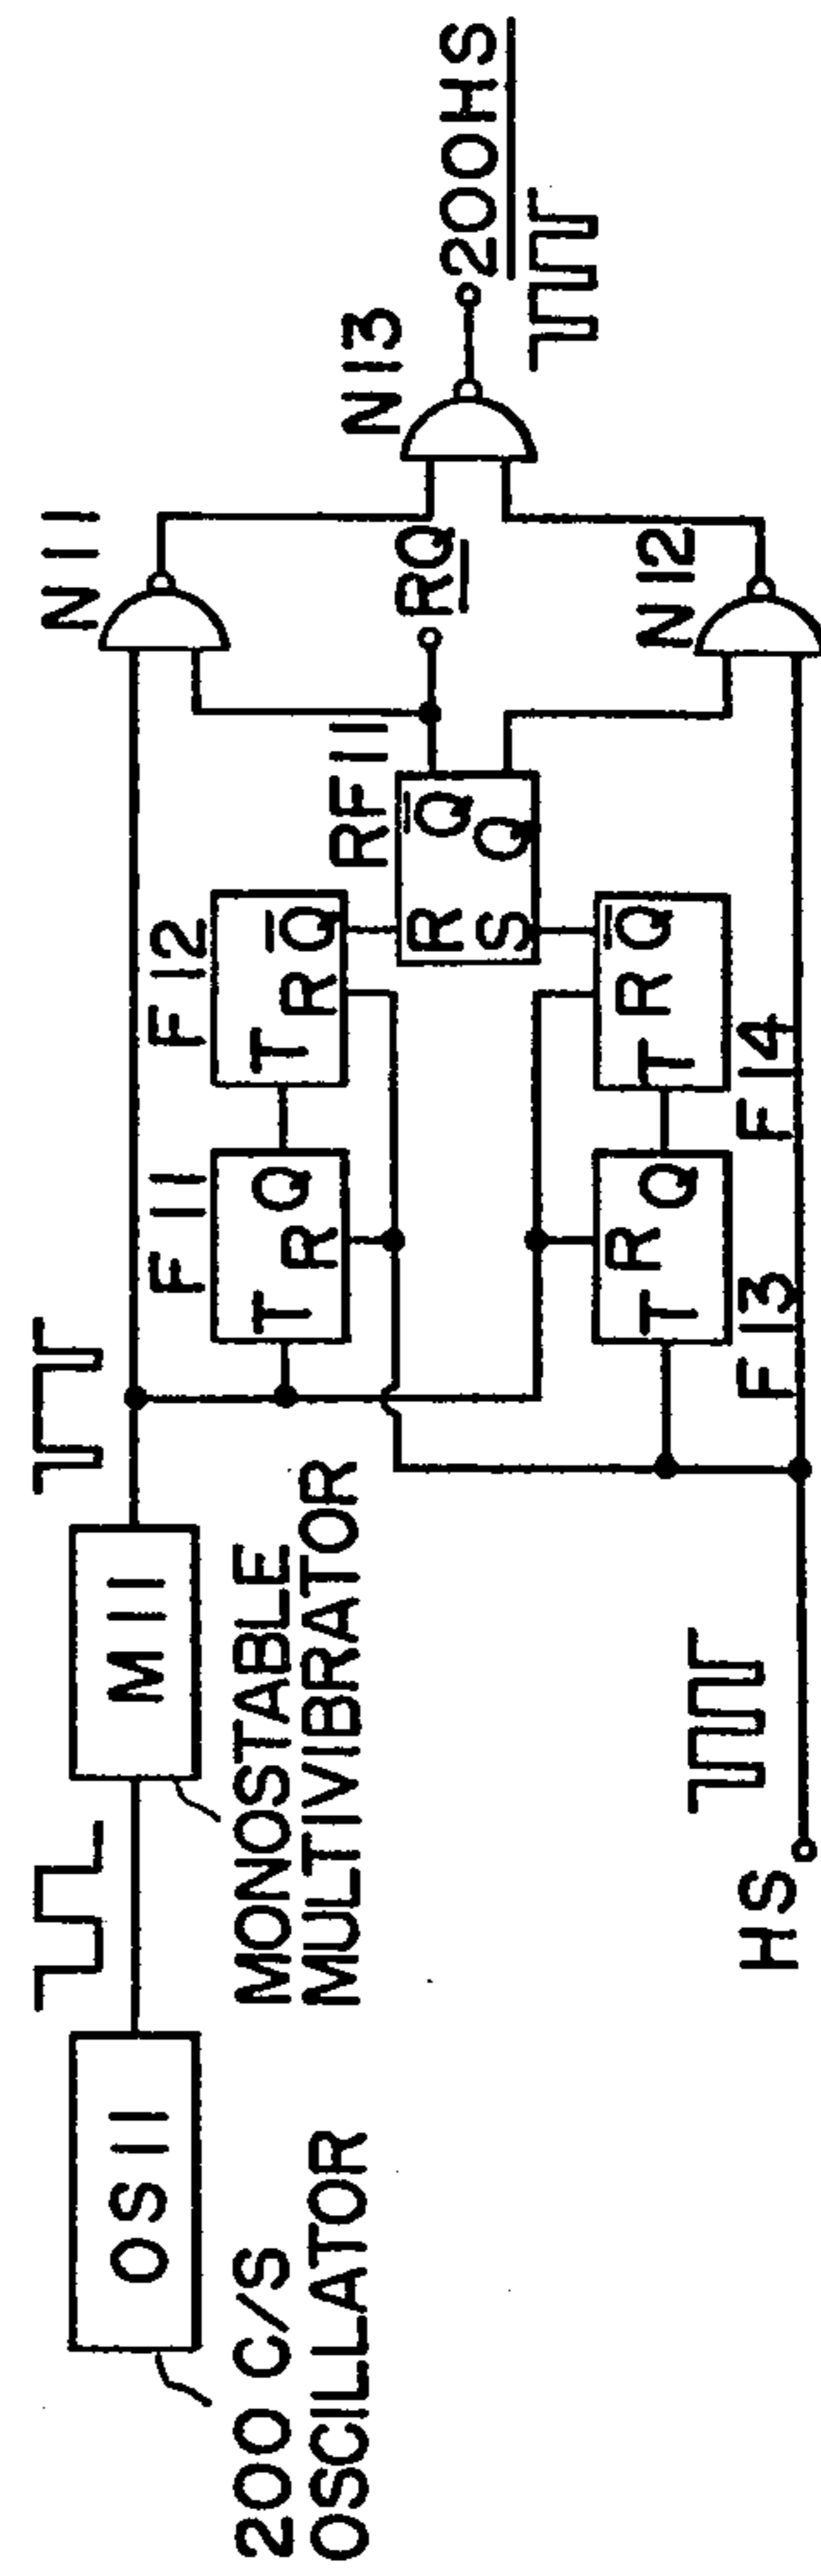 OS11
200 C/S
OSCILLATOR
M11
MONOSTABLE
MULTIVIBRATOR
F11
T
R
Q
F12
T
R
Q̅
N11
RF11
R
S
Q̅
Q
RQ
N13
200HS
HS
F13
T
R
Q
F14
T
R
Q̅
N12